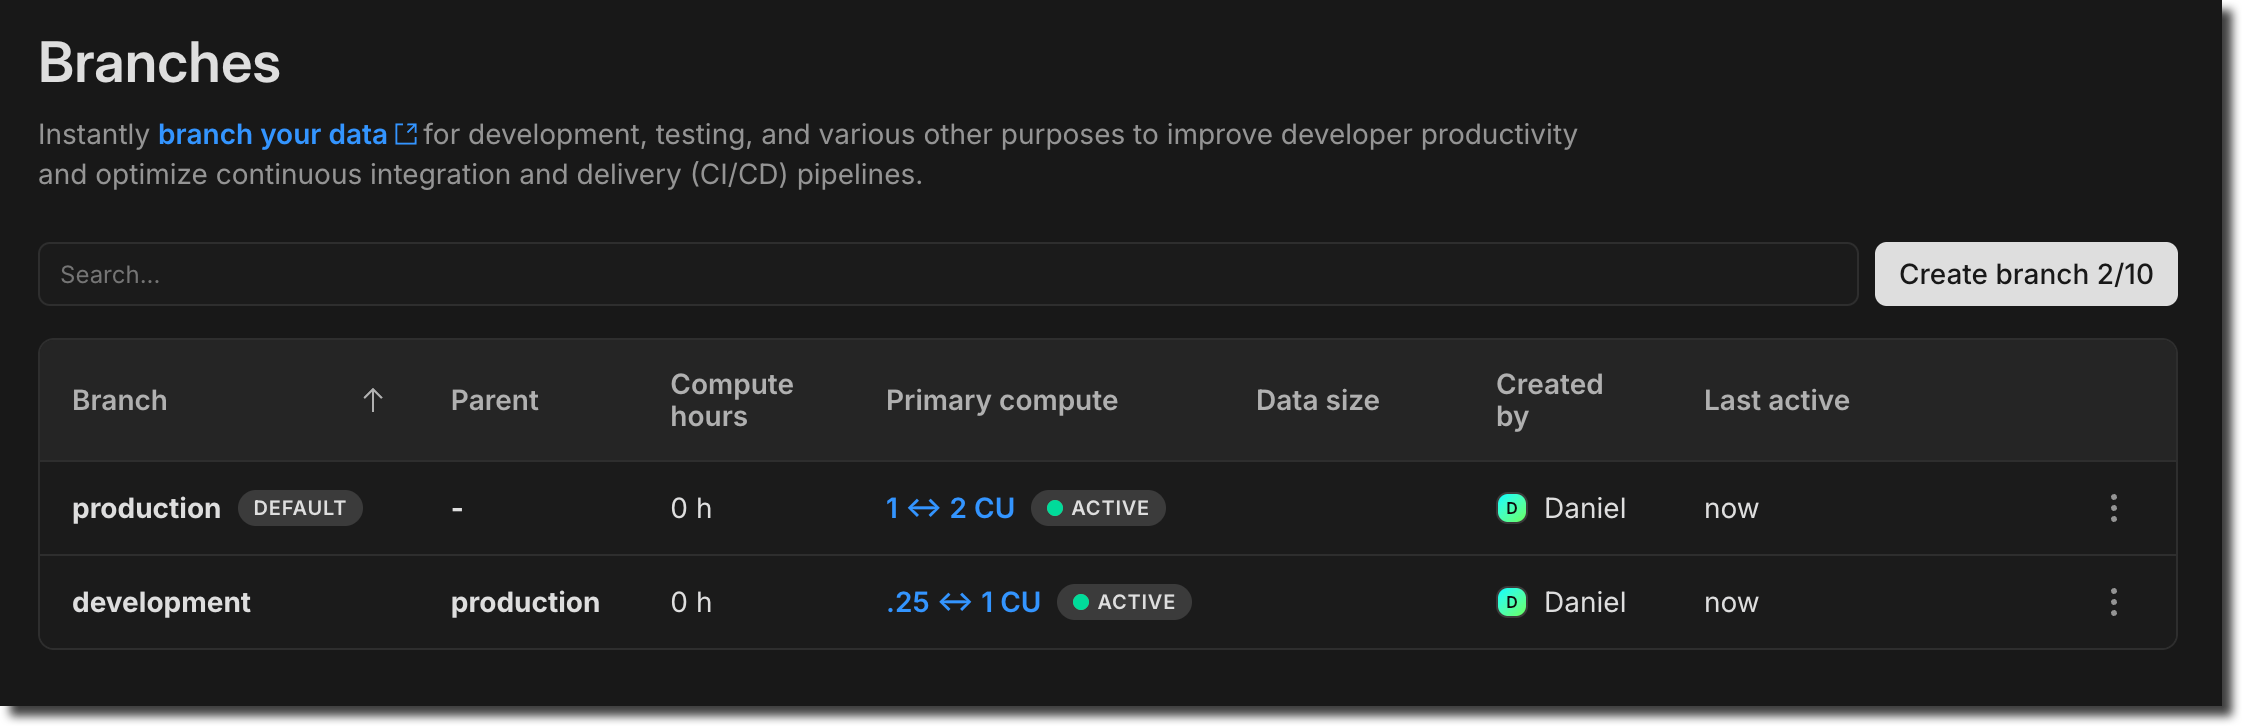 Branches
Instantly branch your data for development, testing, and various other purposes to improve developer productivity
and optimize continuous integration and delivery (CI/CD) pipelines.
Search...
Create branch 2/10
Branch ↑ Parent Compute hours Primary compute Data size Created by Last active
production DEFAULT - 0 h 1 ↔ 2 CU ACTIVE D Daniel now
development production 0 h .25 ↔ 1 CU ACTIVE D Daniel now